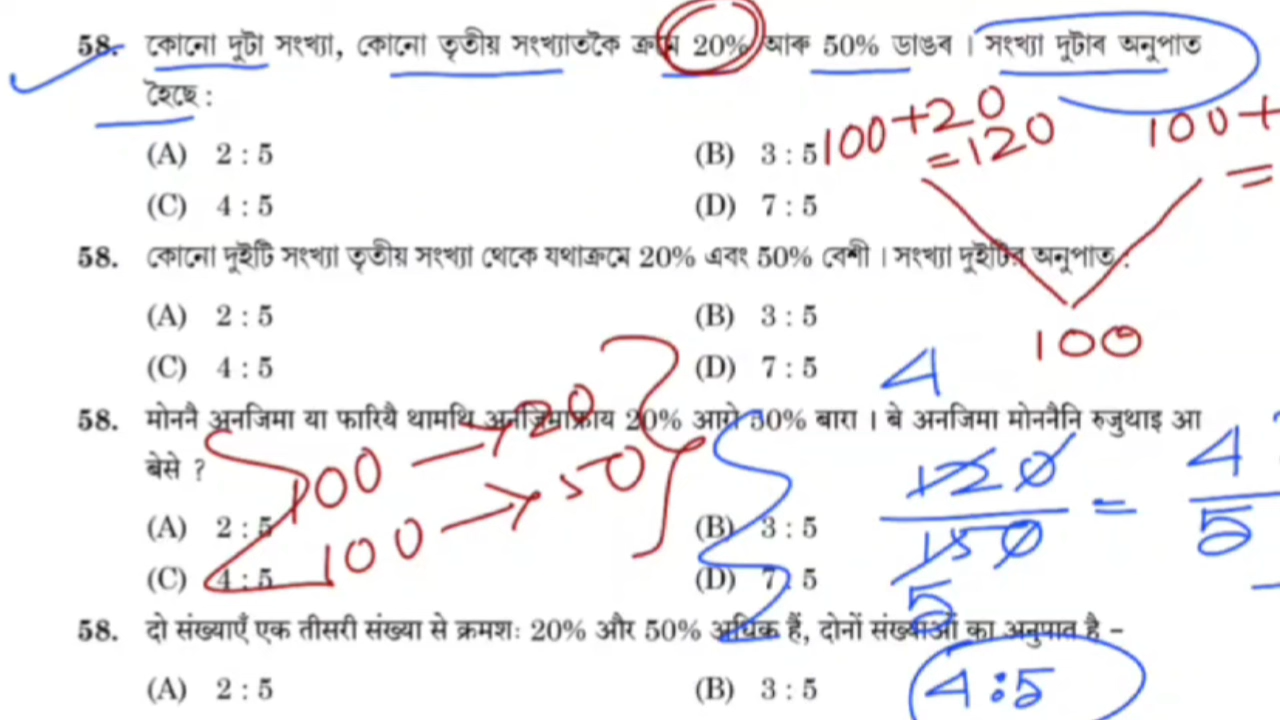 58. কোনো দুটা সংখ্যা, কোনো তৃতীয় সংখ্যাতকৈ ক্রমে 20% আৰু 50% ডাঙৰ । সংখ্যা দুটাৰ অনুপাত
হৈছে :
(A) 2 : 5 (B) 3 : 5
(C) 4 : 5 (D) 7 : 5
100+20
=120
100+
=
58. কোনো দুইটি সংখ্যা তৃতীয় সংখ্যা থেকে যথাক্রমে 20% এবং 50% বেশী । সংখ্যা দুইটির অনুপাত :
(A) 2 : 5 (B) 3 : 5
(C) 4 : 5 (D) 7 : 5
100
58. मोननै अनजिमा या फारियै थामथि अनजिमाफ्राय 20% आरो 50% बारा । बे अनजिमा मोननैनि रुजुथाइ आ
बेसे ?
(A) 2 : 5 (B) 3 : 5
(C) 4 : 5 (D) 7 : 5
100 → 20
100 → 50
4
120
150
5
=
4
5
58. दो संख्याएँ एक तीसरी संख्या से क्रमशः 20% और 50% अधिक हैं, दोनों संख्याओं का अनुपात है –
(A) 2 : 5 (B) 3 : 5
4:5